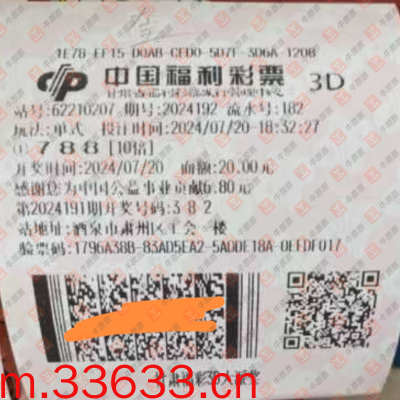 1E78-EF15-D0AB-CED0-5D7F-3D6A-1208
中国福利彩票 3D
站号:62210207 期号:2024192 流水号:182
玩法:单式 投注时间:2024/07/20-18:32:27
① 7 8 8 [10倍]
开奖时间:2024/07/20 面额:20.00元
感谢您为中国公益事业贡献6.80元
第2024191期开奖号码:3 8 2
站地址:酒泉市肃州区工会一楼
验票码:1796A38B-83AD5EA2-5A0DE18A-0EFDF017
m.33633.cn